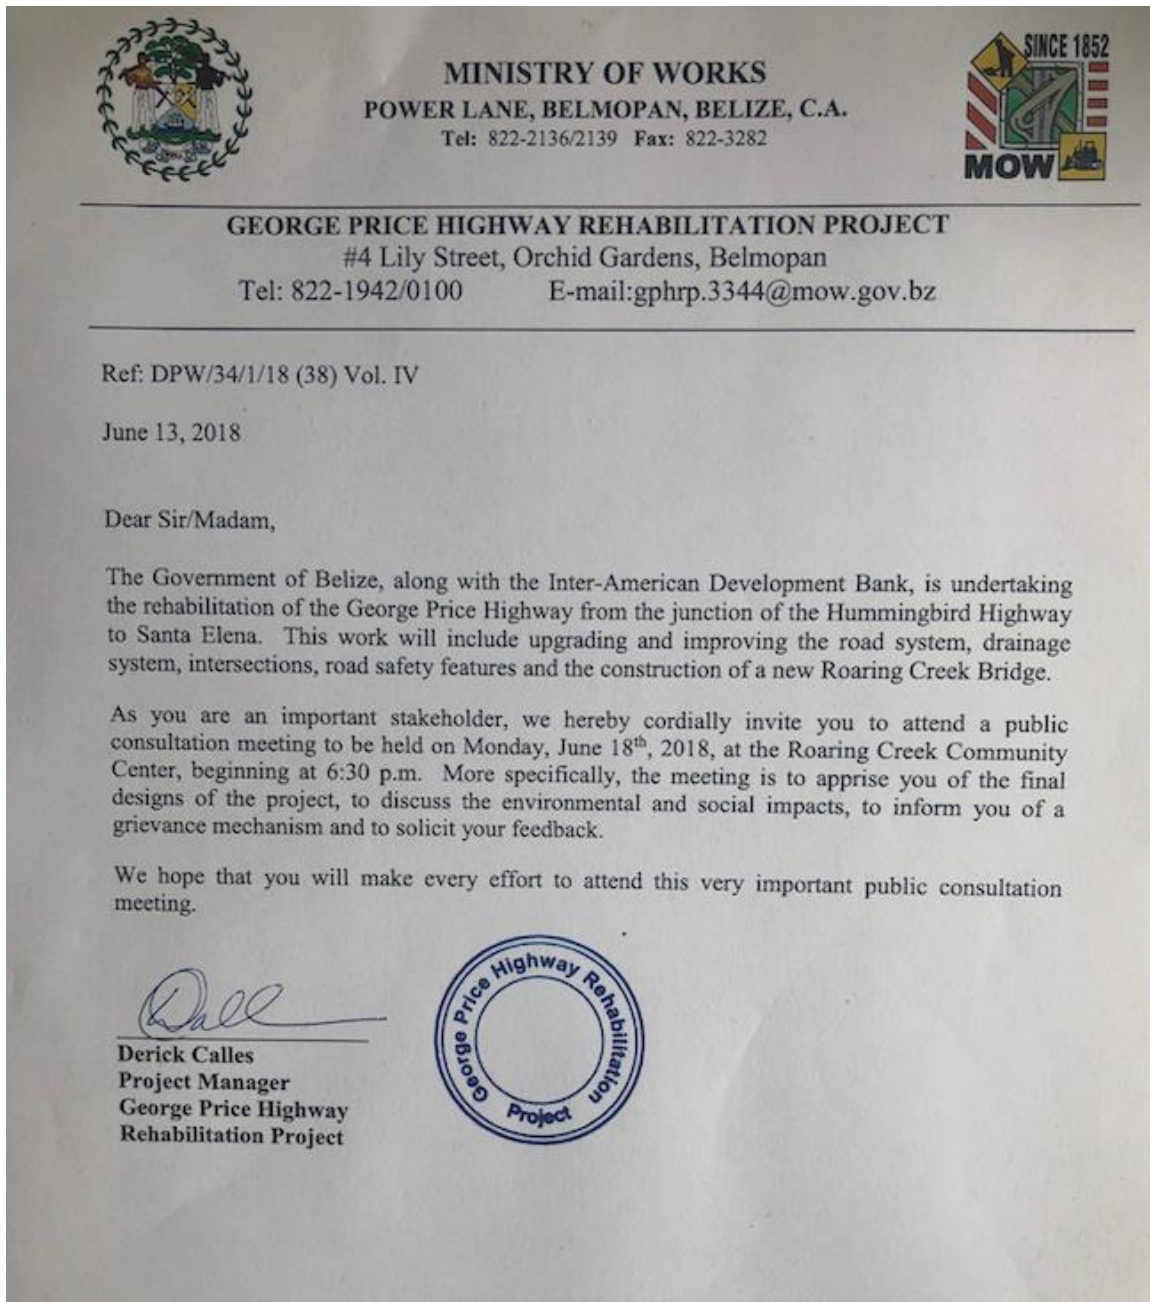 SINCE 1852
MOW
MINISTRY OF WORKS
POWER LANE, BELMOPAN, BELIZE, C.A.
Tel: 822-2136/2139 Fax: 822-3282
GEORGE PRICE HIGHWAY REHABILITATION PROJECT
#4 Lily Street, Orchid Gardens, Belmopan
Tel: 822-1942/0100 E-mail:gphrp.3344@mow.gov.bz
Ref: DPW/34/1/18 (38) Vol. IV
June 13, 2018
Dear Sir/Madam,
The Government of Belize, along with the Inter-American Development Bank, is undertaking
the rehabilitation of the George Price Highway from the junction of the Hummingbird Highway
to Santa Elena. This work will include upgrading and improving the road system, drainage
system, intersections, road safety features and the construction of a new Roaring Creek Bridge.
As you are an important stakeholder, we hereby cordially invite you to attend a public
consultation meeting to be held on Monday, June 18th, 2018, at the Roaring Creek Community
Center, beginning at 6:30 p.m. More specifically, the meeting is to apprise you of the final
designs of the project, to discuss the environmental and social impacts, to inform you of a
grievance mechanism and to solicit your feedback.
We hope that you will make every effort to attend this very important public consultation
meeting.
Derick Calles
Project Manager
George Price Highway
Rehabilitation Project
George Price Highway Rehabilitation
Project